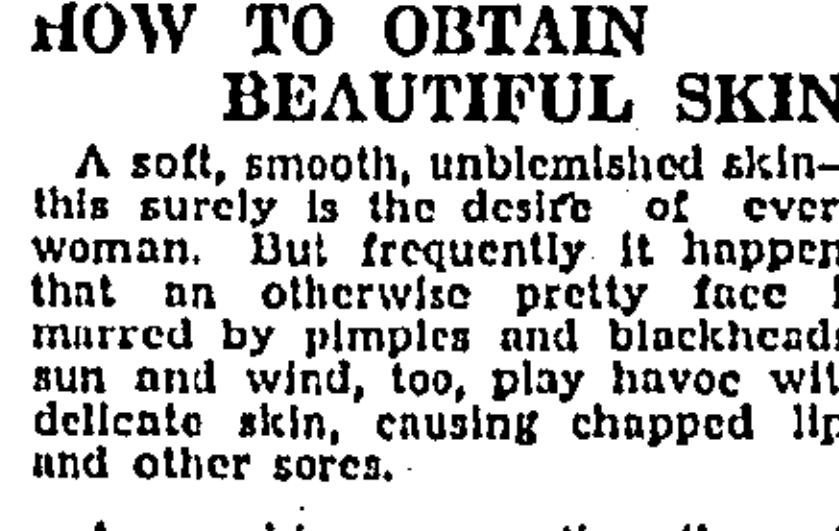 HOW TO OBTAIN
BEAUTIFUL SKIN
A soft, smooth, unblemished skin—
this surely is the desire of ever
woman. But frequently it happen
that an otherwise pretty face i
marred by pimples and blackheads
sun and wind, too, play havoc wit
delicate skin, causing chapped lip
and other sores.